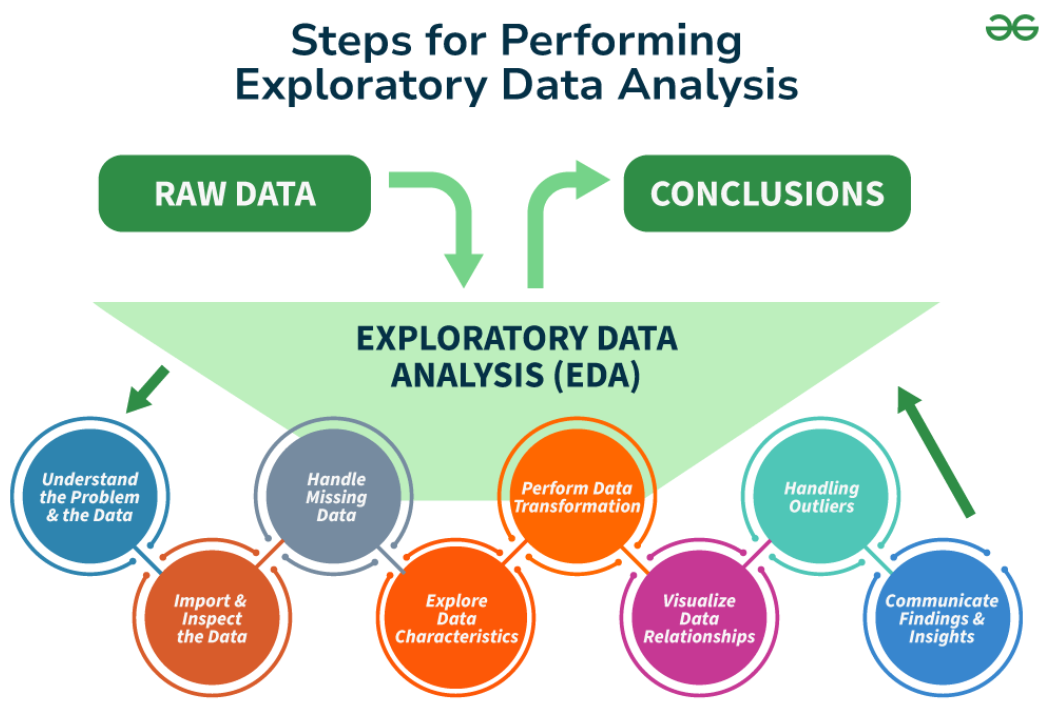 Steps for Performing
Exploratory Data Analysis
RAW DATA
CONCLUSIONS
EXPLORATORY DATA
ANALYSIS (EDA)
Understand
the Problem
& the Data
Import &
Inspect
the Data
Handle
Missing
Data
Explore
Data
Characteristics
Perform Data
Transformation
Visualize
Data
Relationships
Handling
Outliers
Communicate
Findings &
Insights